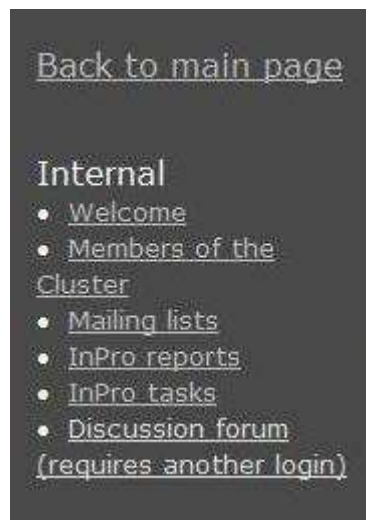 Back to main page
Internal
• Welcome
• Members of the
Cluster
• Mailing lists
• InPro reports
• InPro tasks
• Discussion forum
(requires another login)